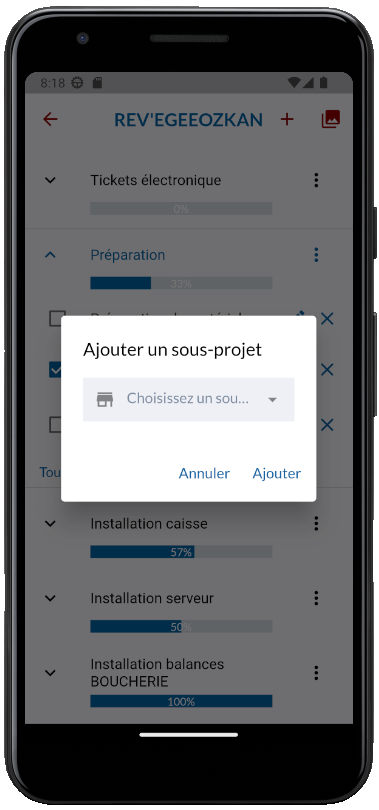 8:18
REV'EGEEOZKAN
Tickets électronique
0%
Préparation
33%
Ajouter un sous-projet
Choisissez un sou...
Tou
Annuler Ajouter
Installation caisse
57%
Installation serveur
50%
Installation balances
BOUCHERIE
100%